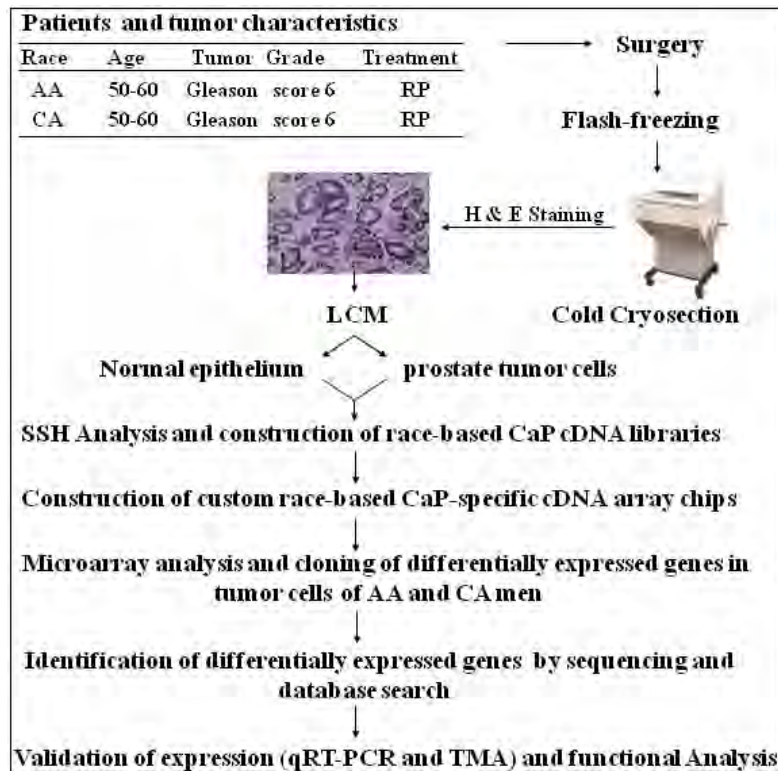 Patients and tumor characteristics
Race Age Tumor Grade Treatment
AA 50-60 Gleason score 6 RP
CA 50-60 Gleason score 6 RP
Surgery
Flash-freezing
Cold Cryosection
H & E Staining
LCM
Normal epithelium prostate tumor cells
SSH Analysis and construction of race-based CaP cDNA libraries
Construction of custom race-based CaP-specific cDNA array chips
Microarray analysis and cloning of differentially expressed genes in
tumor cells of AA and CA men
Identification of differentially expressed genes by sequencing and
database search
Validation of expression (qRT-PCR and TMA) and functional Analysis